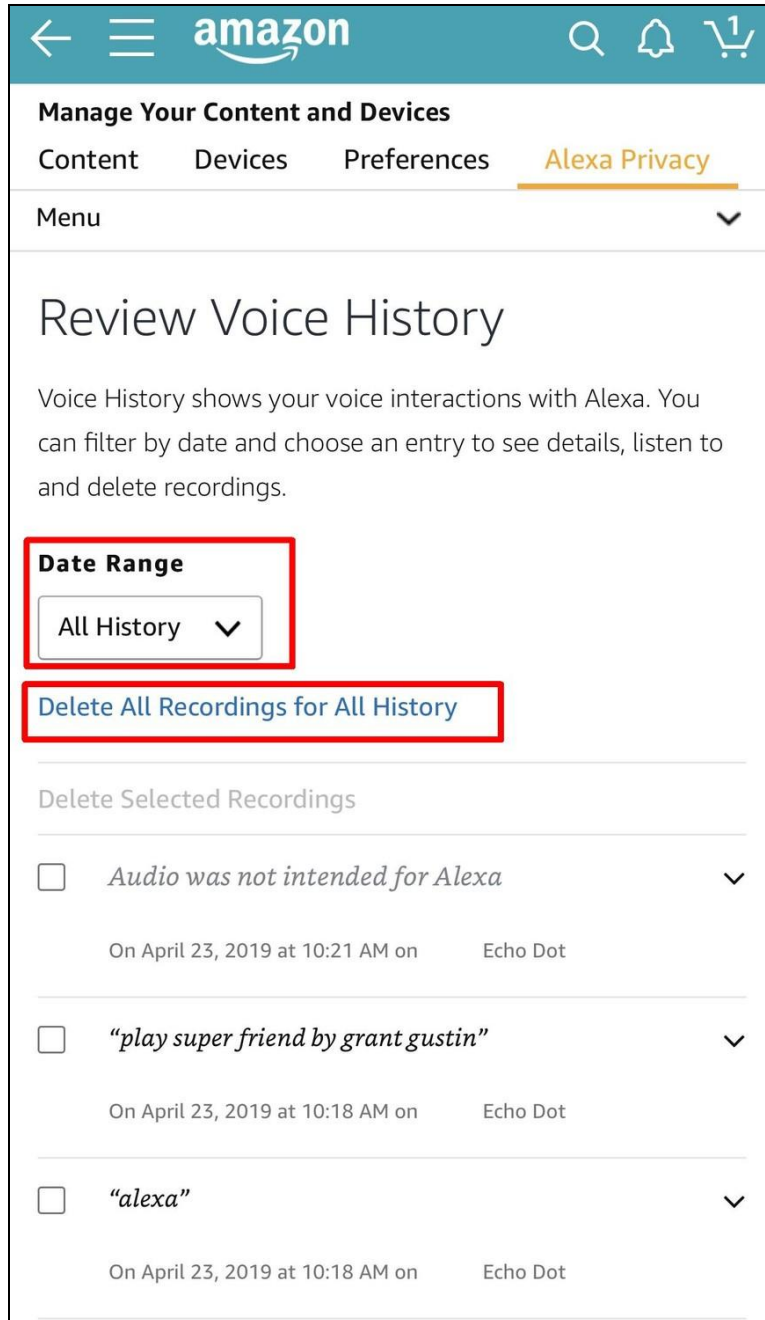 amazon
1
Manage Your Content and Devices
Content Devices Preferences Alexa Privacy
Menu
Review Voice History
Voice History shows your voice interactions with Alexa. You
can filter by date and choose an entry to see details, listen to
and delete recordings.
Date Range
All History
Delete All Recordings for All History
Delete Selected Recordings
Audio was not intended for Alexa
On April 23, 2019 at 10:21 AM on Echo Dot
“play super friend by grant gustin”
On April 23, 2019 at 10:18 AM on Echo Dot
“alexa”
On April 23, 2019 at 10:18 AM on Echo Dot